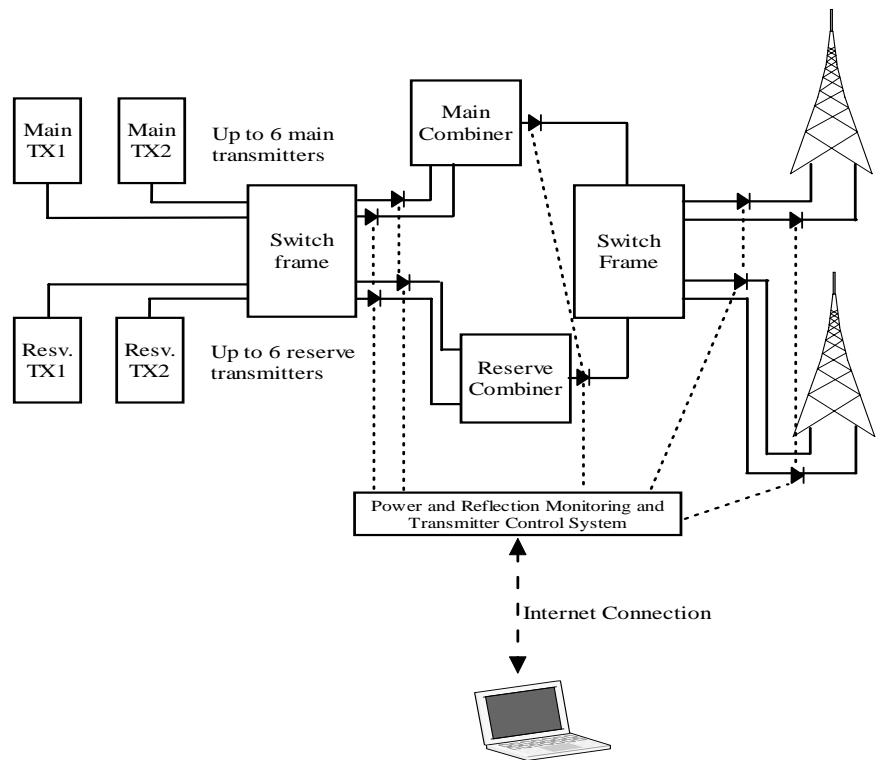 Main
TX1
Main
TX2
Up to 6 main
transmitters
Main
Combiner
Switch
frame
Switch
Frame
Resv.
TX1
Resv.
TX2
Up to 6 reserve
transmitters
Reserve
Combiner
Power and Reflection Monitoring and
Transmitter Control System
Internet Connection